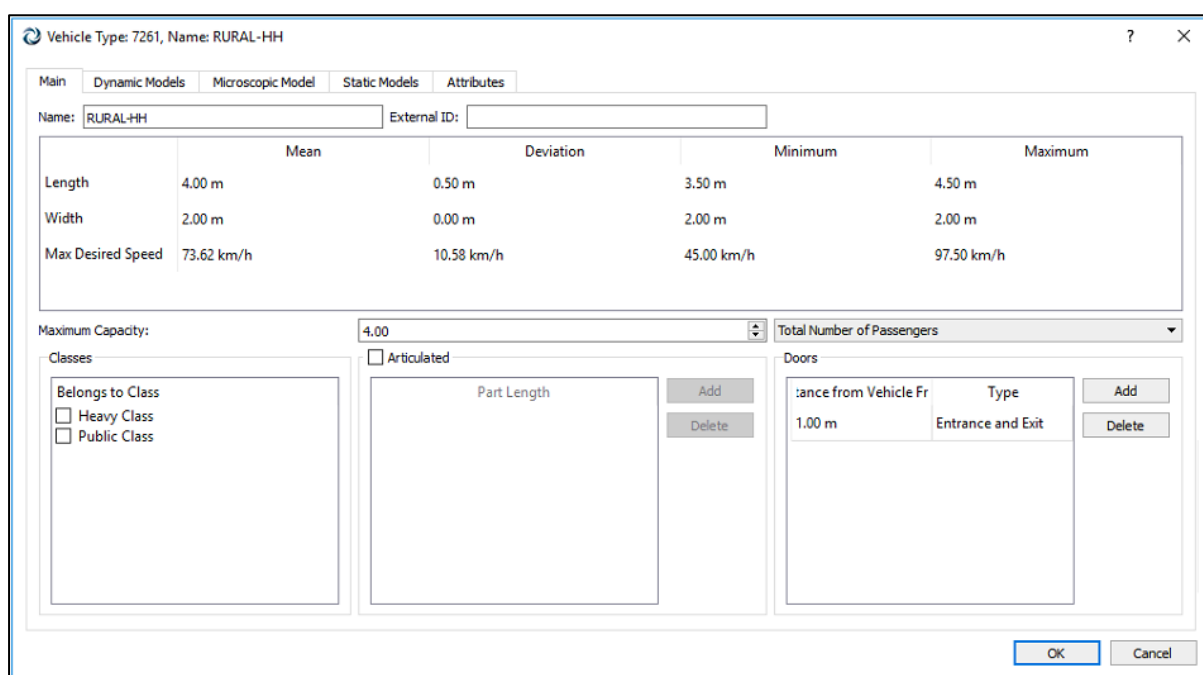 Vehicle Type: 7261, Name: RURAL-HH ?
Main Dynamic Models Microscopic Model Static Models Attributes
Name: RURAL-HH External ID:
Mean Deviation Minimum Maximum
Length 4.00 m 0.50 m 3.50 m 4.50 m
Width 2.00 m 0.00 m 2.00 m 2.00 m
Max Desired Speed 73.62 km/h 10.58 km/h 45.00 km/h 97.50 km/h
Maximum Capacity: 4.00 Total Number of Passengers
Classes Articulated Doors
Belongs to Class Part Length Add :ance from Vehicle Fr Type Add
Heavy Class Delete 1.00 m Entrance and Exit Delete
Public Class
OK Cancel